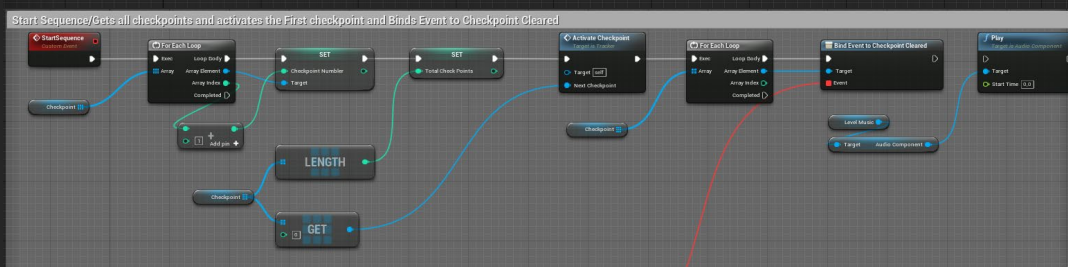 Start Sequence/Gets all checkpoints and activates the First checkpoint and Binds Event to Checkpoint Cleared
StartSequence
Custom Event
For Each Loop
Exec
Loop Body
Array
Array Element
Array Index
Completed
Checkpoint
1
Add pin
SET
Checkpoint Number
Target
SET
Total Check Points
LENGTH
Checkpoint
GET
0
Activate Checkpoint
Target is Tracker
Target
self
Next Checkpoint
Checkpoint
For Each Loop
Exec
Loop Body
Array
Array Element
Array Index
Completed
Bind Event to Checkpoint Cleared
Target
Event
Level Music
Target
Audio Component
Play
Target is Audio Component
Target
Start Time
0.0